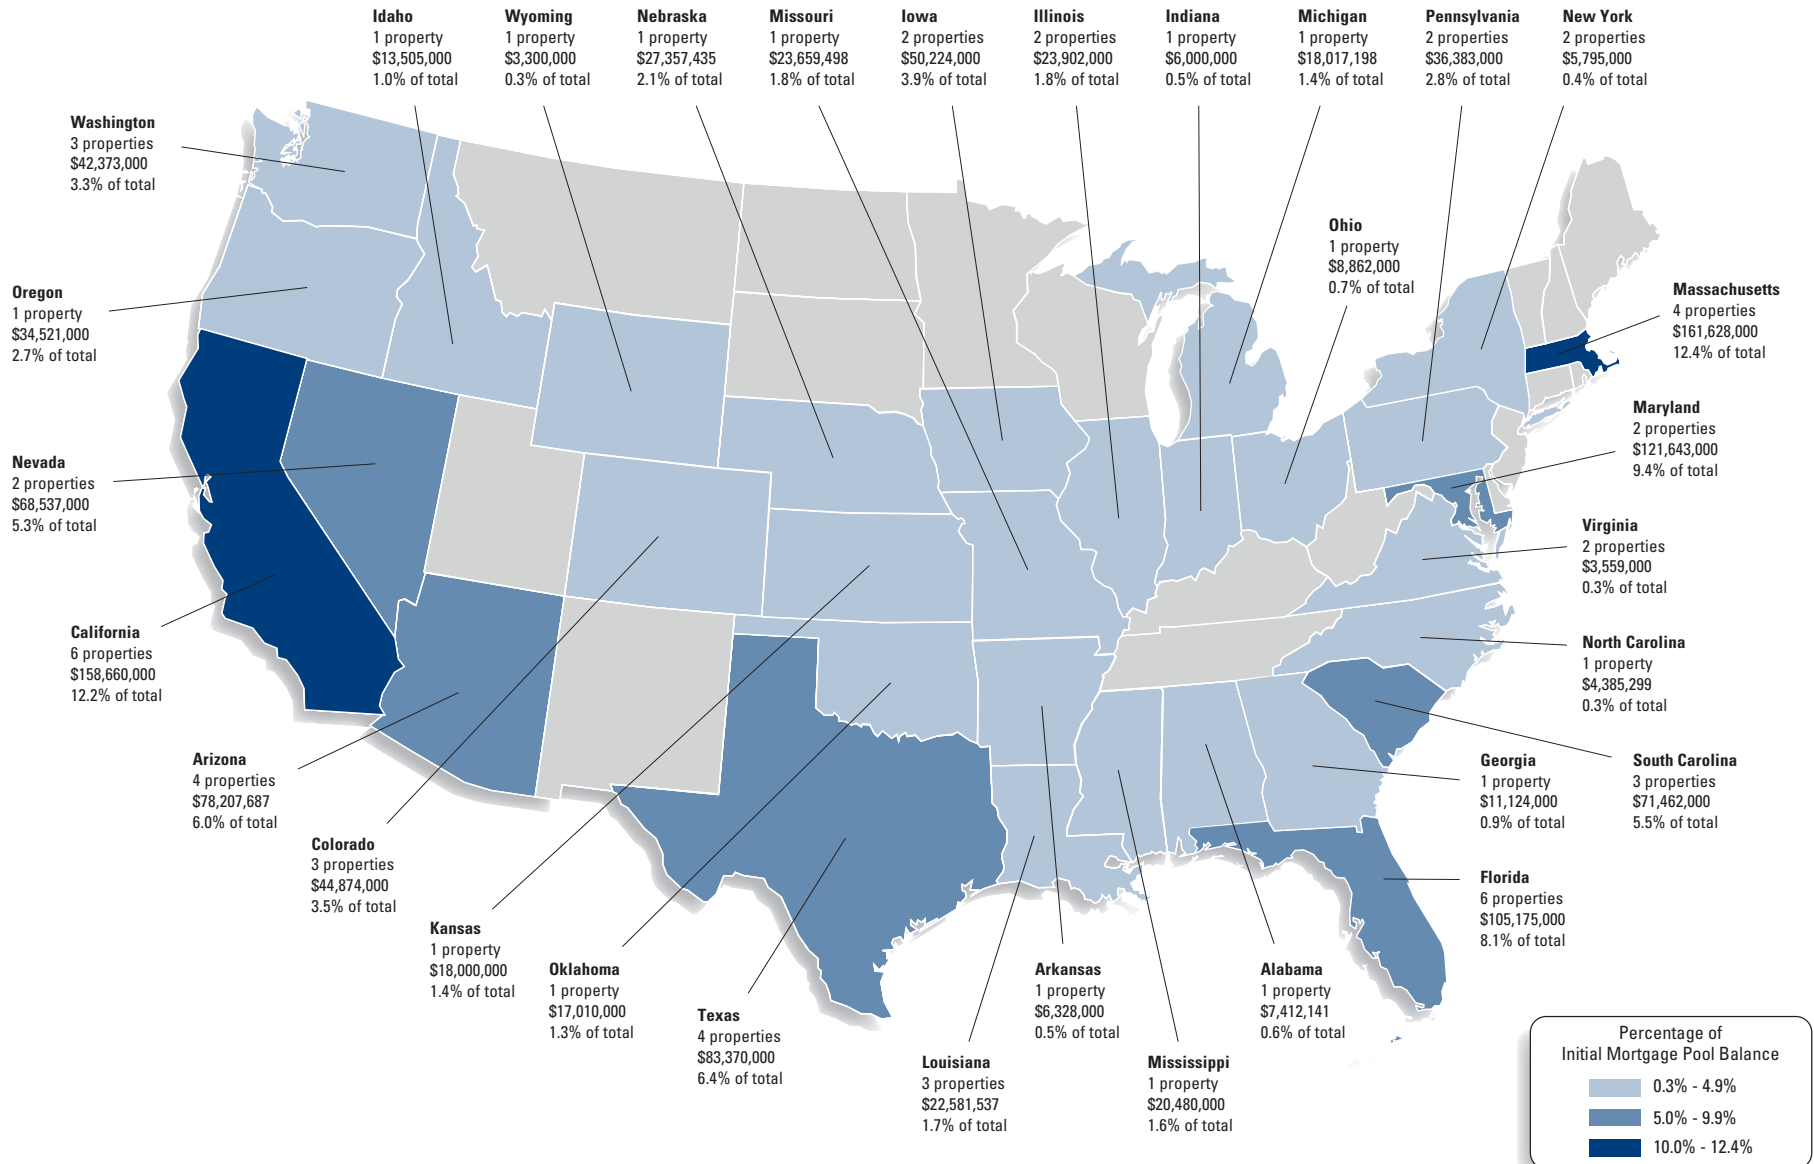 Idaho
1 property
$13,505,000
1.0% of total
Wyoming
1 property
$3,300,000
0.3% of total
Nebraska
1 property
$27,357,435
2.1% of total
Missouri
1 property
$23,659,498
1.8% of total
Iowa
2 properties
$50,224,000
3.9% of total
Illinois
2 properties
$23,902,000
1.8% of total
Indiana
1 property
$6,000,000
0.5% of total
Michigan
1 property
$18,017,198
1.4% of total
Pennsylvania
2 properties
$36,383,000
2.8% of total
New York
2 properties
$5,795,000
0.4% of total
Washington
3 properties
$42,373,000
3.3% of total
Ohio
1 property
$8,862,000
0.7% of total
Oregon
1 property
$34,521,000
2.7% of total
Massachusetts
4 properties
$161,628,000
12.4% of total
Maryland
2 properties
$121,643,000
9.4% of total
Nevada
2 properties
$68,537,000
5.3% of total
Virginia
2 properties
$3,559,000
0.3% of total
California
6 properties
$158,660,000
12.2% of total
North Carolina
1 property
$4,385,299
0.3% of total
Arizona
4 properties
$78,207,687
6.0% of total
Georgia
1 property
$11,124,000
0.9% of total
South Carolina
3 properties
$71,462,000
5.5% of total
Colorado
3 properties
$44,874,000
3.5% of total
Florida
6 properties
$105,175,000
8.1% of total
Kansas
1 property
$18,000,000
1.4% of total
Oklahoma
1 property
$17,010,000
1.3% of total
Arkansas
1 property
$6,328,000
0.5% of total
Alabama
1 property
$7,412,141
0.6% of total
Texas
4 properties
$83,370,000
6.4% of total
Louisiana
3 properties
$22,581,537
1.7% of total
Mississippi
1 property
$20,480,000
1.6% of total
Percentage of
Initial Mortgage Pool Balance
0.3% - 4.9%
5.0% - 9.9%
10.0% - 12.4%